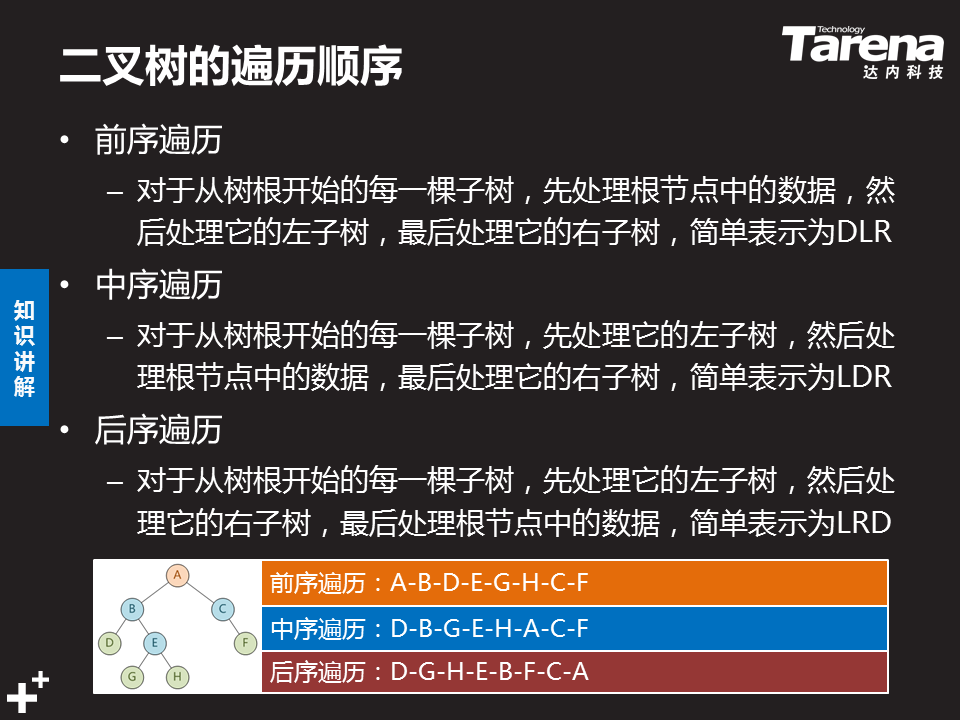 二叉树的遍历顺序
Technology
Tarena
达内科技
• 前序遍历
– 对于从树根开始的每一棵子树，先处理根节点中的数据，然
后处理它的左子树，最后处理它的右子树，简单表示为DLR
• 中序遍历
– 对于从树根开始的每一棵子树，先处理它的左子树，然后处
理根节点中的数据，最后处理它的右子树，简单表示为LDR
• 后序遍历
– 对于从树根开始的每一棵子树，先处理它的左子树，然后处
理它的右子树，最后处理根节点中的数据，简单表示为LRD
知
识
讲
解
A
B
C
D
E
F
G
H
前序遍历：A-B-D-E-G-H-C-F
中序遍历：D-B-G-E-H-A-C-F
后序遍历：D-G-H-E-B-F-C-A